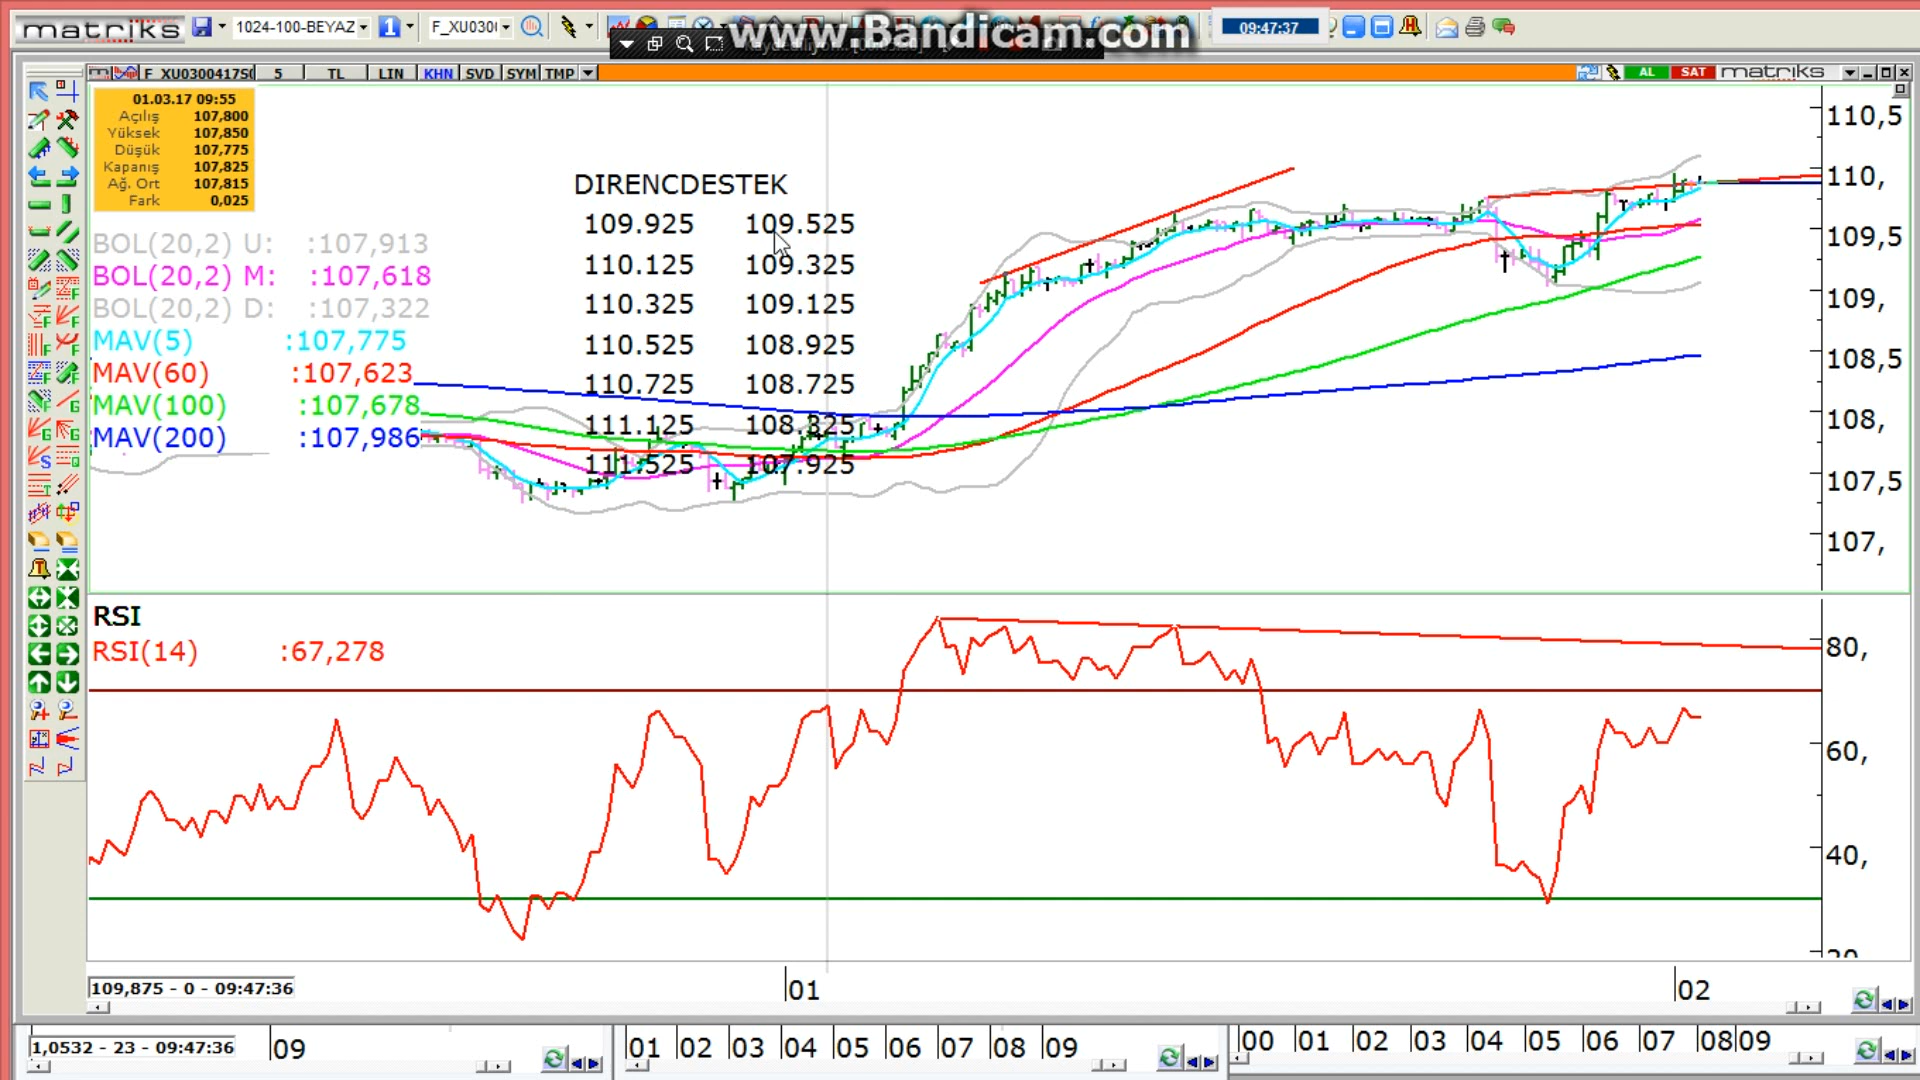 matriks 1024-100-BEYAZ 1 F_XU030( www.Bandicam.com 09:47:37
F_XU0300417S0 5 TL LIN KHN SVD SYM TMP AL SAT matriks
01.03.17 09:55
Açılış 107,800
Yüksek 107,850
Düşük 107,775
Kapanış 107,825
Ağ. Ort 107,815
Fark 0,025
BOL(20,2) U: :107,913
BOL(20,2) M: :107,618
BOL(20,2) D: :107,322
MAV(5) :107,775
MAV(60) :107,623
MAV(100) :107,678
MAV(200) :107,986
DIRENCDESTEK
109.925 109.525
110.125 109.325
110.325 109.125
110.525 108.925
110.725 108.725
111.125 108.325
111.525 107.925
110,5
110,
109,5
109,
108,5
108,
107,5
107,
RSI
RSI(14) :67,278
80,
60,
40,
20,
109,875 - 0 - 09:47:36
01 02
1,0532 - 23 - 09:47:36
09
01 02 03 04 05 06 07 08 09
00 01 02 03 04 05 06 07 08 09